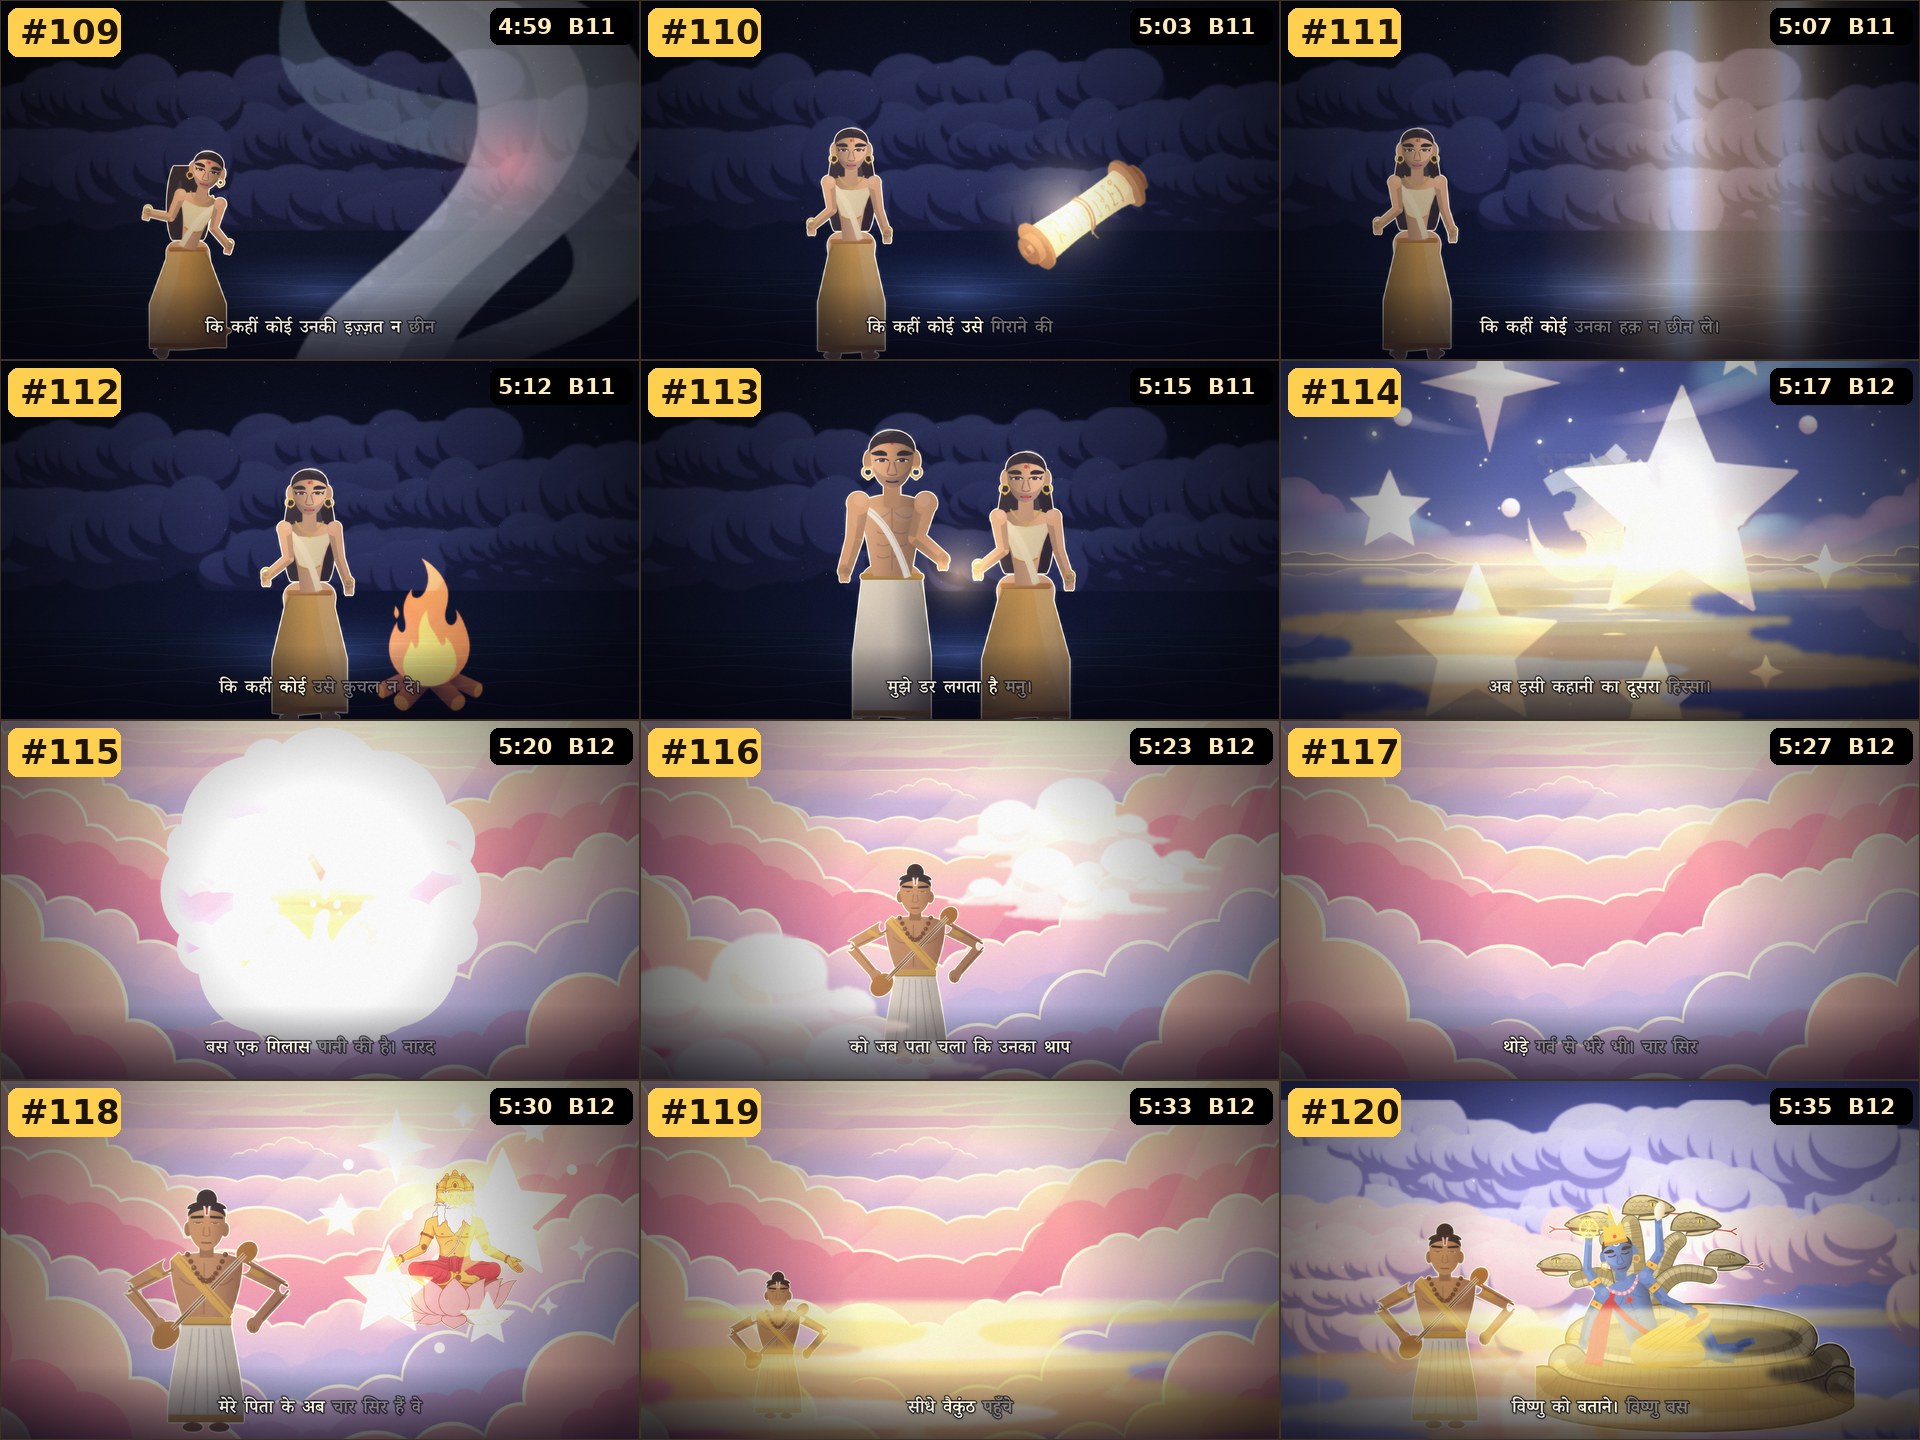 #109
4:59 B11
कि कहीं कोई उनकी इज़्ज़त न छीन
#110
5:03 B11
कि कहीं कोई उसे गिराने की
#111
5:07 B11
कि कहीं कोई उनका हक़ न छीन ले।
#112
5:12 B11
कि कहीं कोई उसे कुचल न दे।
#113
5:15 B11
मुझे डर लगता है मनु।
#114
5:17 B12
अब इसी कहानी का दूसरा हिस्सा।
#115
5:20 B12
बस एक गिलास पानी की है। नारद
#116
5:23 B12
को जब पता चला कि उनका श्राप
#117
5:27 B12
थोड़े गर्व से भरे भी। चार सिर
#118
5:30 B12
मेरे पिता के अब चार सिर हैं वे
#119
5:33 B12
सीधे वैकुंठ पहुँचे
#120
5:35 B12
विष्णु को बताने। विष्णु बस